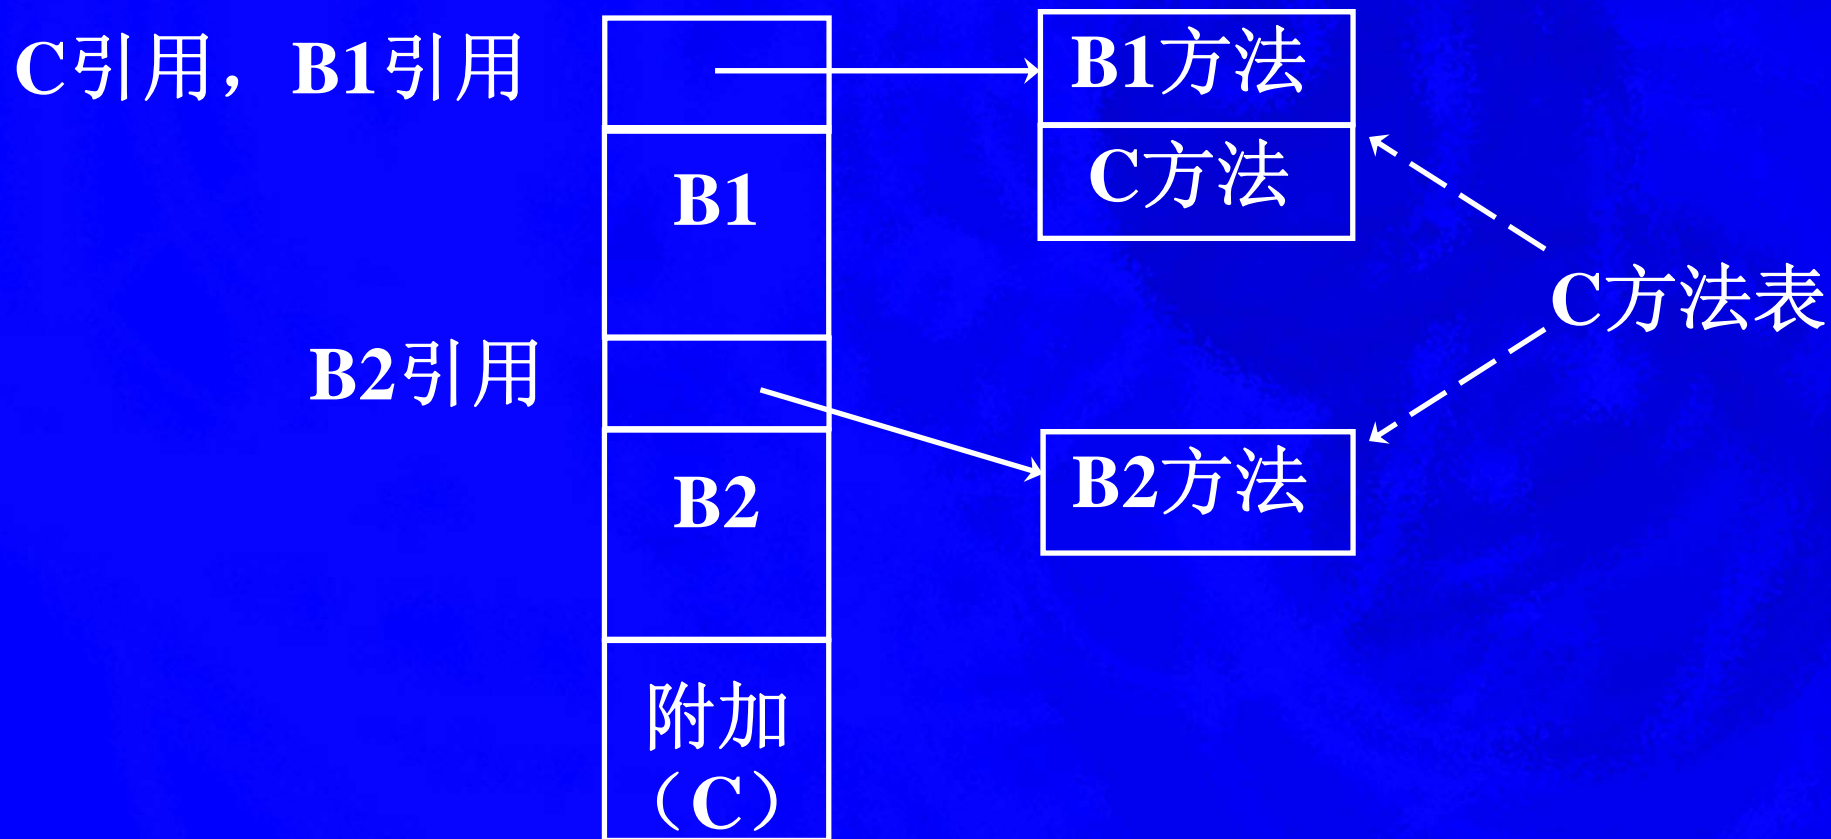 C引用，B1引用
B1方法
C方法
B1
C方法表
B2引用
B2方法
B2
附加
（C）